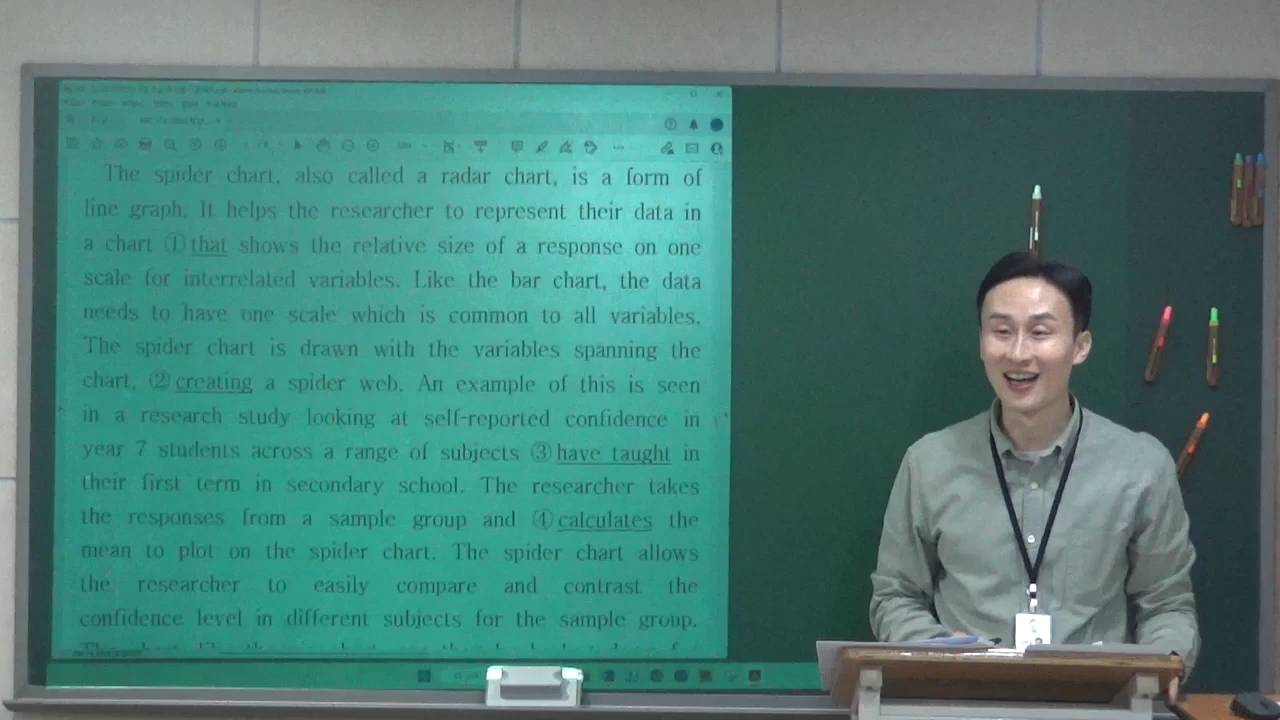 The spider chart, also called a radar chart, is a form of
line graph. It helps the researcher to represent their data in
a chart ① that shows the relative size of a response on one
scale for interrelated variables. Like the bar chart, the data
needs to have one scale which is common to all variables.
The spider chart is drawn with the variables spanning the
chart, ② creating a spider web. An example of this is seen
in a research study looking at self-reported confidence in
year 7 students across a range of subjects ③ have taught in
their first term in secondary school. The researcher takes
the responses from a sample group and ④ calculates the
mean to plot on the spider chart. The spider chart allows
the researcher to easily compare and contrast the
confidence level in different subjects for the sample group.